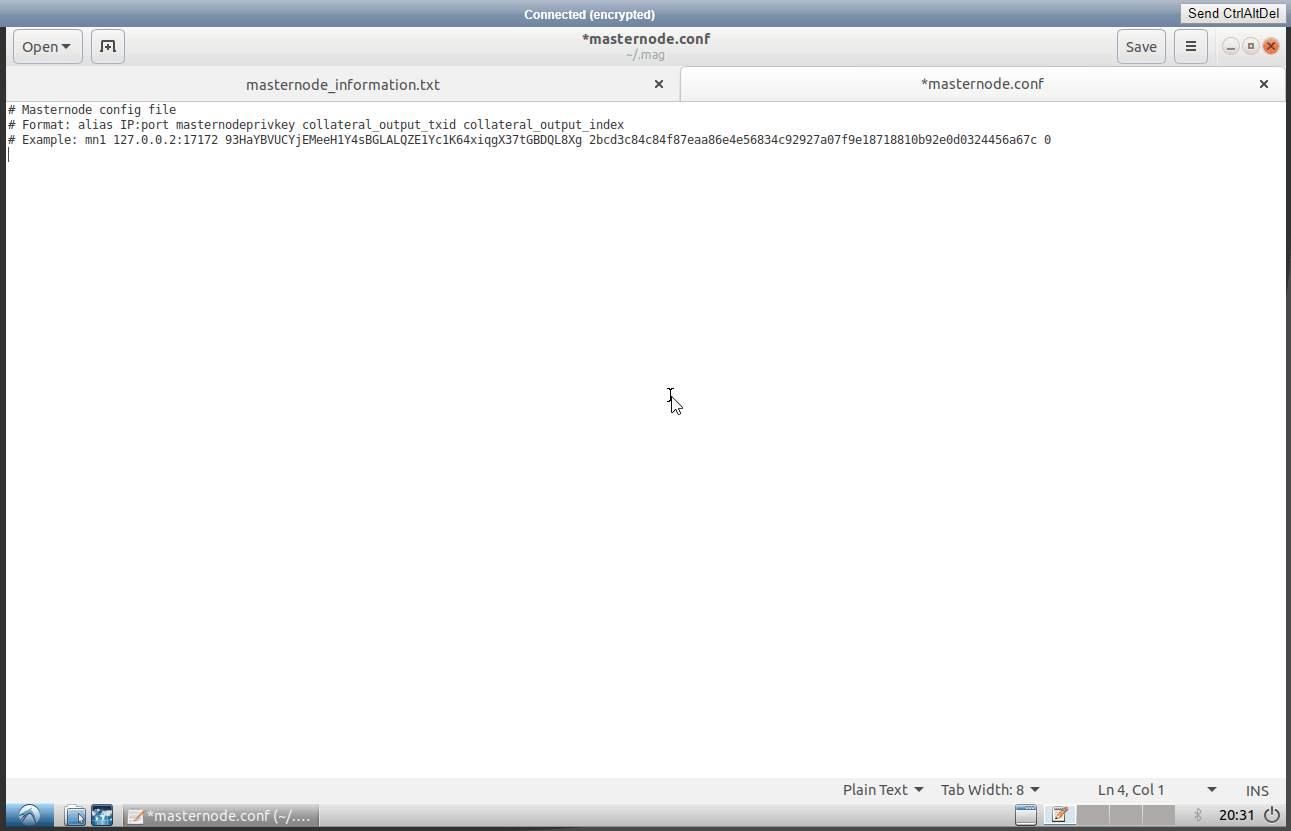 Connected (encrypted)
Send CtrlAltDel
Open
*masternode.conf
~/.mag
Save
masternode_information.txt
*masternode.conf
# Masternode config file
# Format: alias IP:port masternodeprivkey collateral_output_txid collateral_output_index
# Example: mn1 127.0.0.2:17172 93HaYBVUCYjEMeeH1Y4sBGLALQZE1Yc1K64xiqgX37tGBDQL8Xg 2bcd3c84c84f87eaa86e4e56834c92927a07f9e18718810b92e0d0324456a67c 0
Plain Text
Tab Width: 8
Ln 4, Col 1
INS
*masternode.conf (~/....
20:31